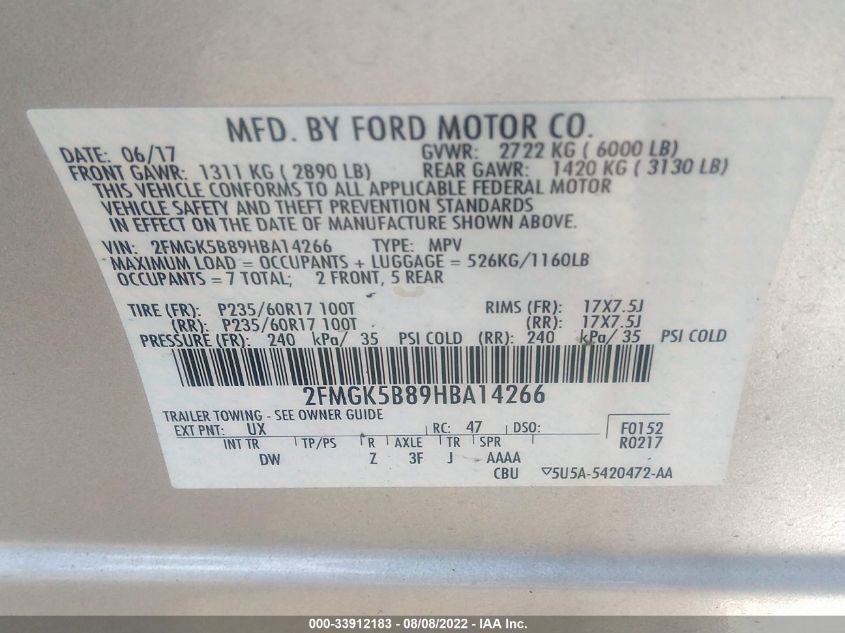 MFD. BY FORD MOTOR CO.
DATE: 06/17 GVWR: 2722 KG ( 6000 LB)
FRONT GAWR: 1311 KG ( 2890 LB) REAR GAWR: 1420 KG ( 3130 LB)
THIS VEHICLE CONFORMS TO ALL APPLICABLE FEDERAL MOTOR
VEHICLE SAFETY AND THEFT PREVENTION STANDARDS
IN EFFECT ON THE DATE OF MANUFACTURE SHOWN ABOVE.
VIN: 2FMGK5B89HBA14266 TYPE: MPV
MAXIMUM LOAD = OCCUPANTS + LUGGAGE = 526KG/1160LB
OCCUPANTS = 7 TOTAL; 2 FRONT, 5 REAR
TIRE (FR): P235/60R17 100T RIMS (FR): 17X7.5J
(RR): P235/60R17 100T (RR): 17X7.5J
PRESSURE (FR): 240 kPa/ 35 PSI COLD (RR): 240 kPa/ 35 PSI COLD
2FMGK5B89HBA14266
TRAILER TOWING - SEE OWNER GUIDE
EXT PNT: UX RC: 47 DSO: F0152
INT TR TP/PS R AXLE TR SPR R0217
DW Z 3F J AAAA
CBU ▽5U5A-5420472-AA
000-33912183 - 08/08/2022 - IAA Inc.